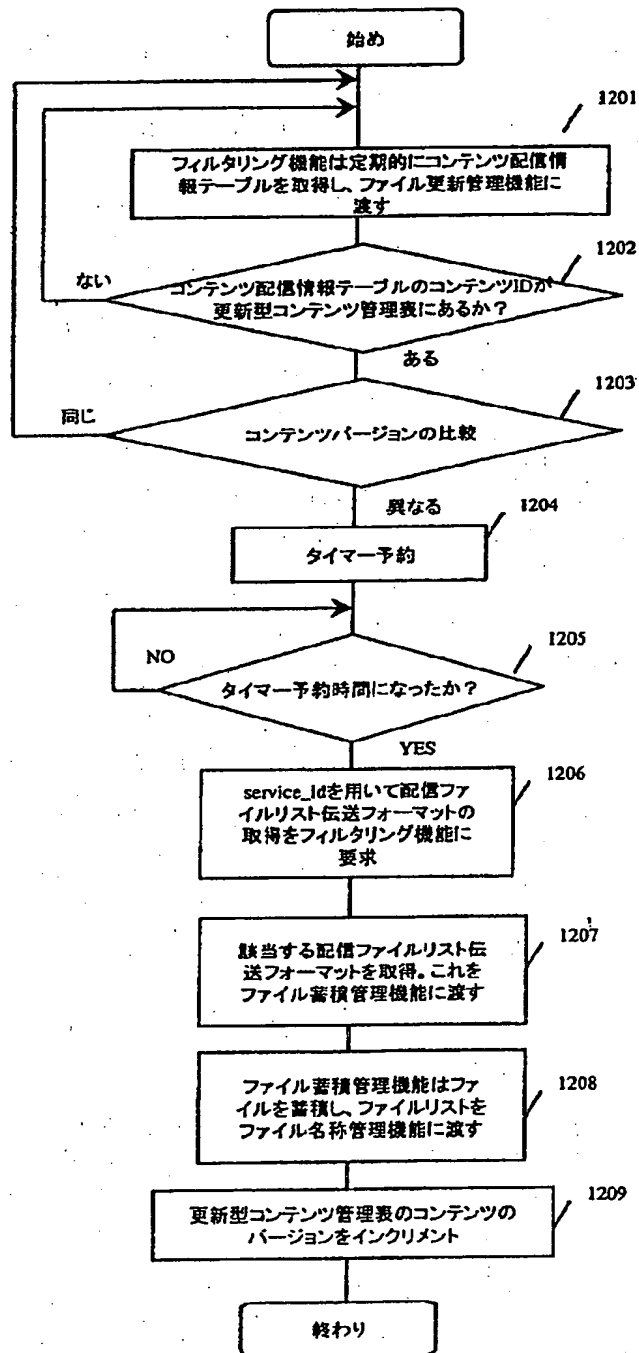 始め
1201
フィルタリング機能は定期的にコンテンツ配信情
報テーブルを取得し、ファイル更新管理機能に
渡す
1202
ない
コンテンツ配信情報テーブルのコンテンツIDが
更新型コンテンツ管理表にあるか?
ある
1203
同じ
コンテンツバージョンの比較
異なる
1204
タイマー予約
1205
NO
タイマー予約時間になったか?
YES
1206
service_idを用いて配信ファ
イルリスト伝送フォーマットの
取得をフィルタリング機能に
要求
1207
該当する配信ファイルリスト伝
送フォーマットを取得。これを
ファイル蓄積管理機能に渡す
1208
ファイル蓄積管理機能はファ
イルを蓄積し、ファイルリストを
ファイル名称管理機能に渡す
1209
更新型コンテンツ管理表のコンテンツの
バージョンをインクリメント
終わり